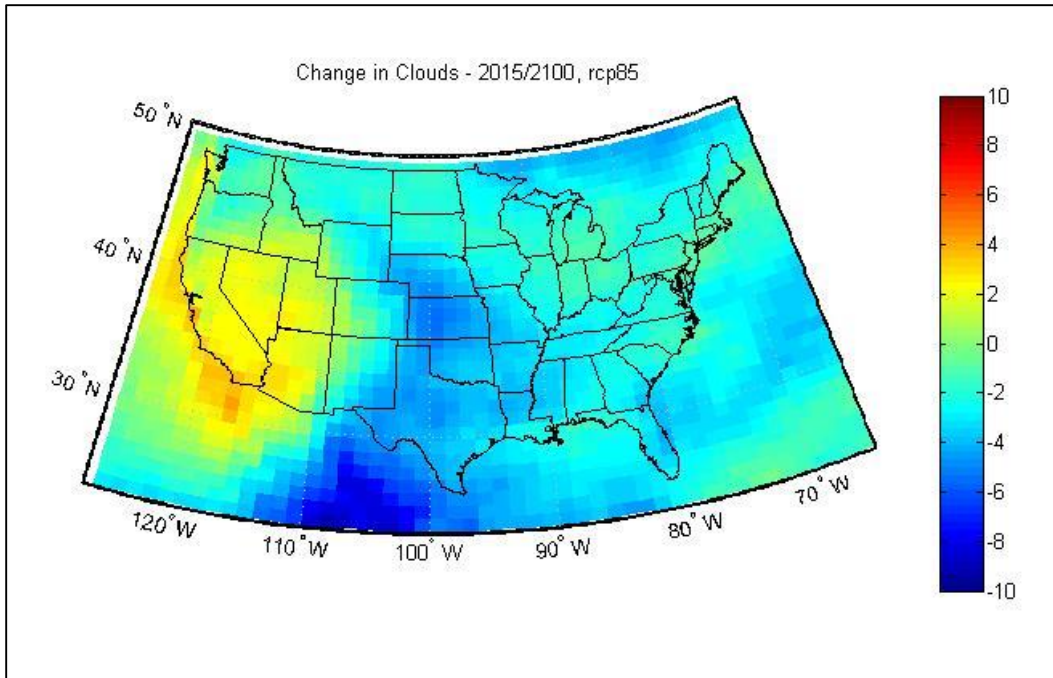 Change in Clouds - 2015/2100, rcp85
50° N
40° N
30° N
120° W
110° W
100° W
90° W
80° W
70° W
10
8
6
4
2
0
-2
-4
-6
-8
-10